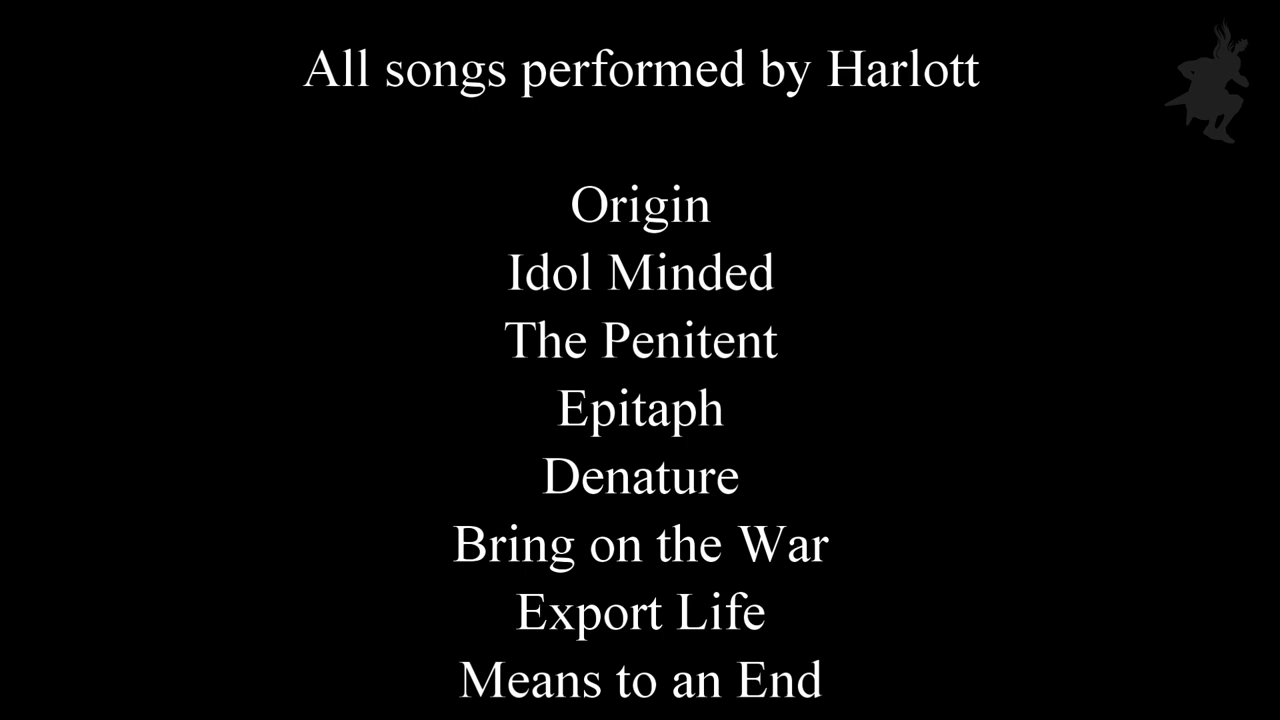 All songs performed by Harlott
Origin
Idol Minded
The Penitent
Epitaph
Denature
Bring on the War
Export Life
Means to an End